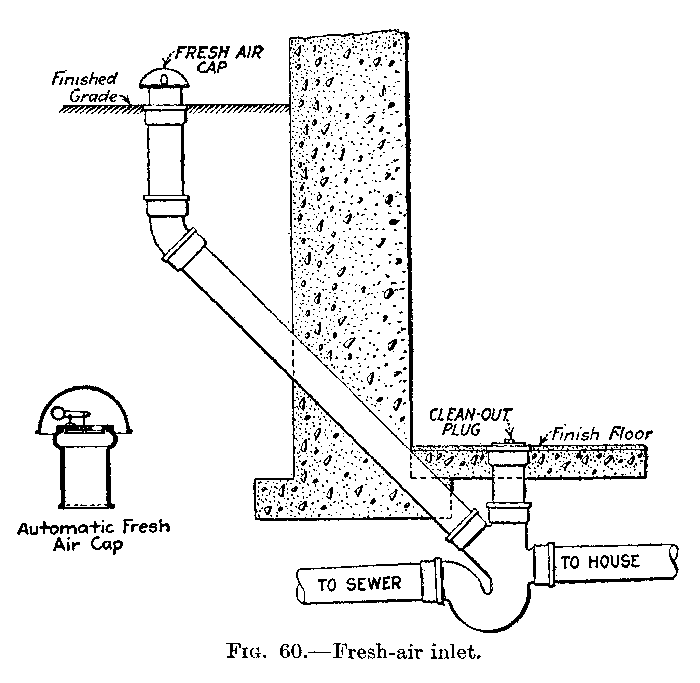 FRESH AIR
CAP
Finished
Grade
CLEAN-OUT
PLUG
Finish Floor
Automatic Fresh
Air Cap
TO HOUSE
TO SEWER
FIG. 60.—Fresh-air inlet.